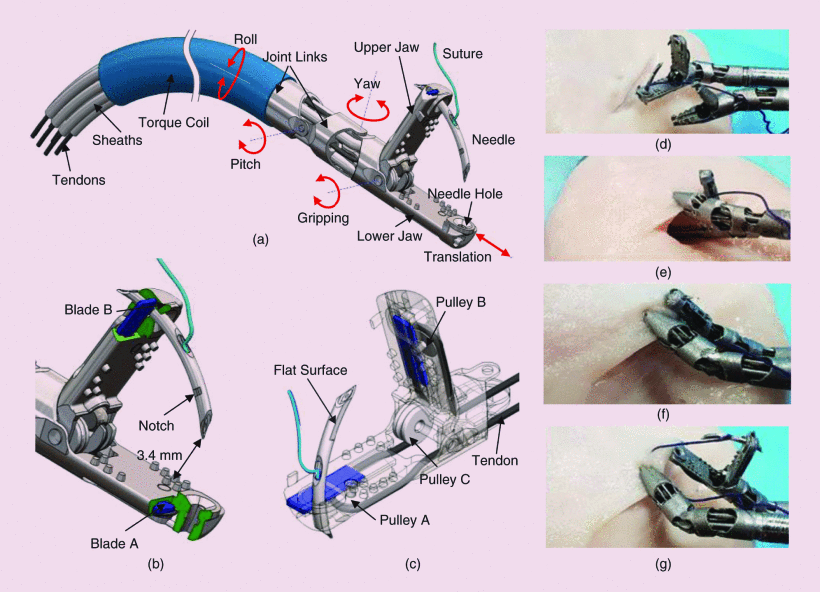 Roll
Joint Links
Upper Jaw
Suture
Yaw
Needle
Torque Coil
Sheaths
Tendons
Pitch
Gripping
Needle Hole
Lower Jaw
Translation
(a)
Blade B
Notch
3.4 mm
Blade A
(b)
Pulley B
Flat Surface
Tendon
Pulley C
Pulley A
(c)
(d)
(e)
(f)
(g)